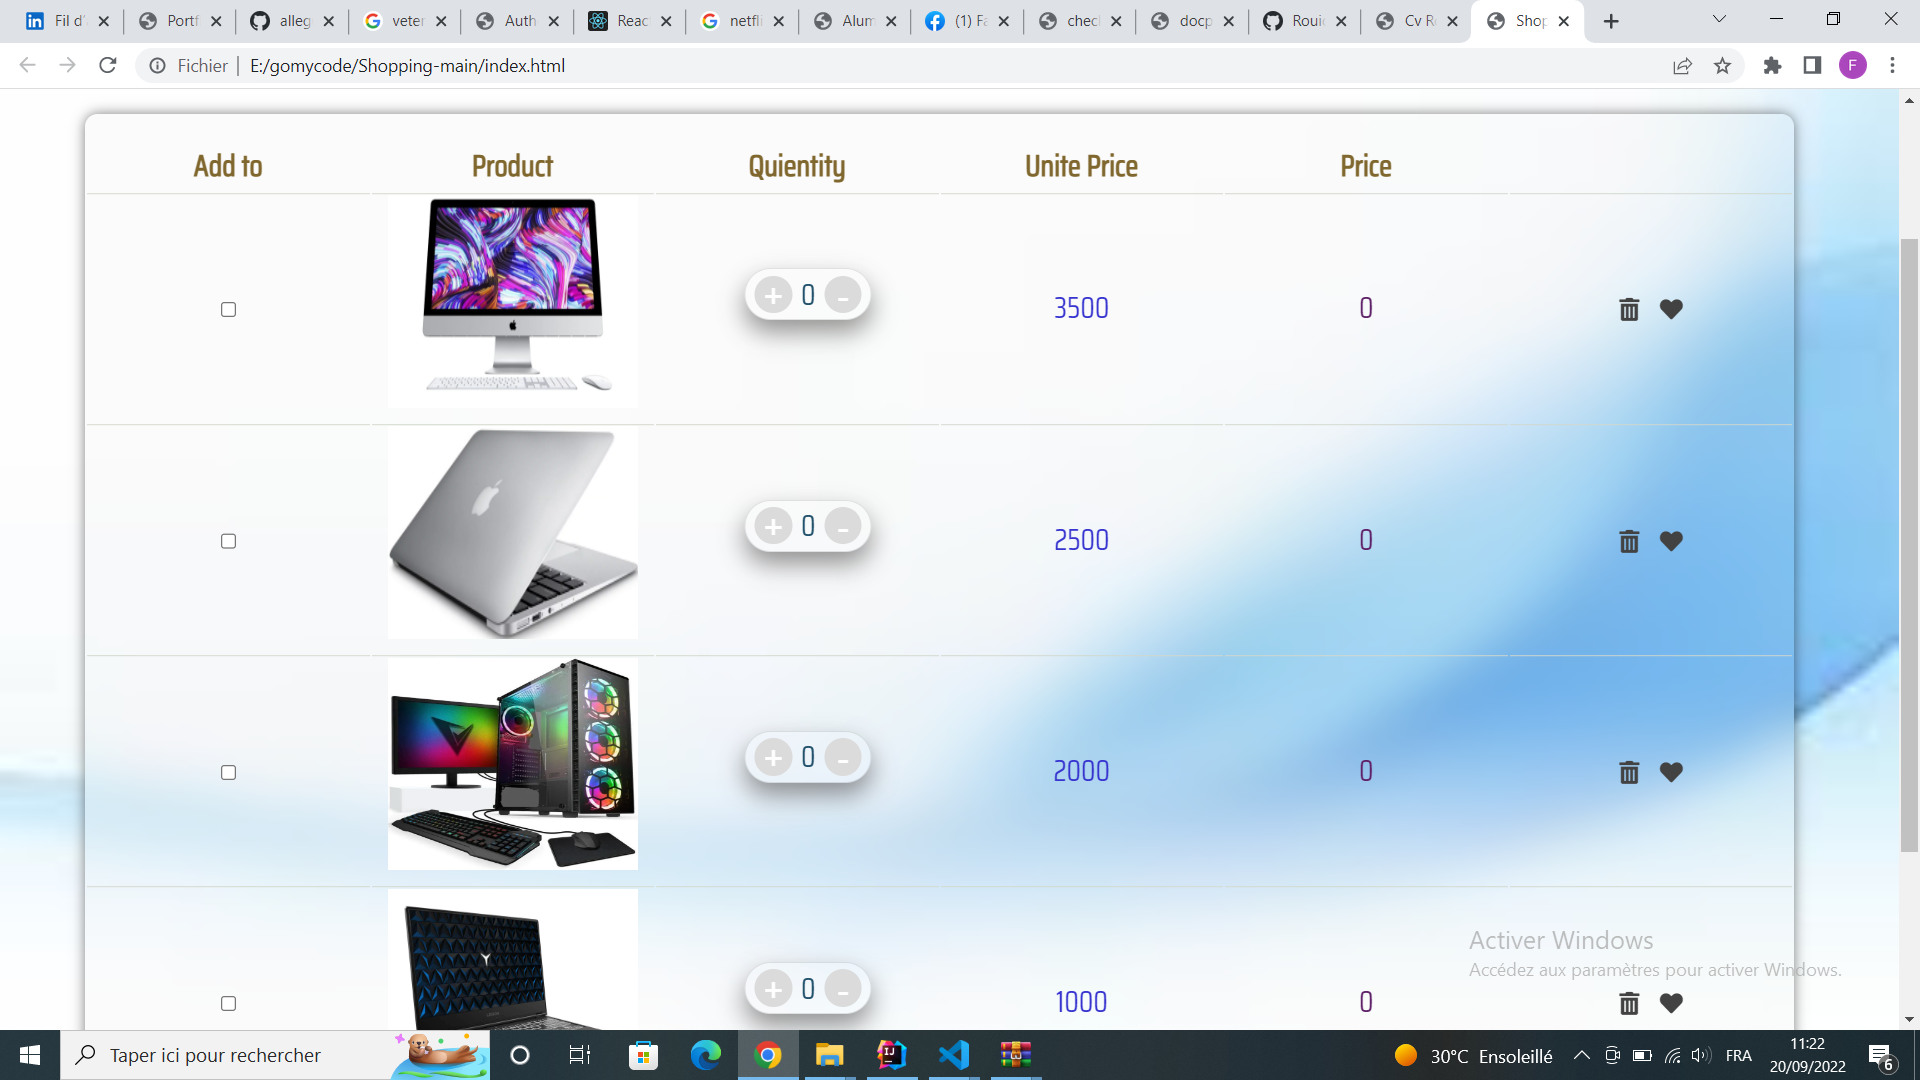 Fil d'
Portf
alleg
veter
Auth
Reac
netfli
Alum
(1) Fa
check
docp
Roui
Cv R
Shop
Fichier | E:/gomycode/Shopping-main/index.html
F
Add to Product Quientity Unite Price Price
+ 0 - 3500 0
+ 0 - 2500 0
+ 0 - 2000 0
+ 0 - 1000 0
Activer Windows
Accédez aux paramètres pour activer Windows.
Taper ici pour rechercher
30°C Ensoleillé
FRA
11:22
20/09/2022
6